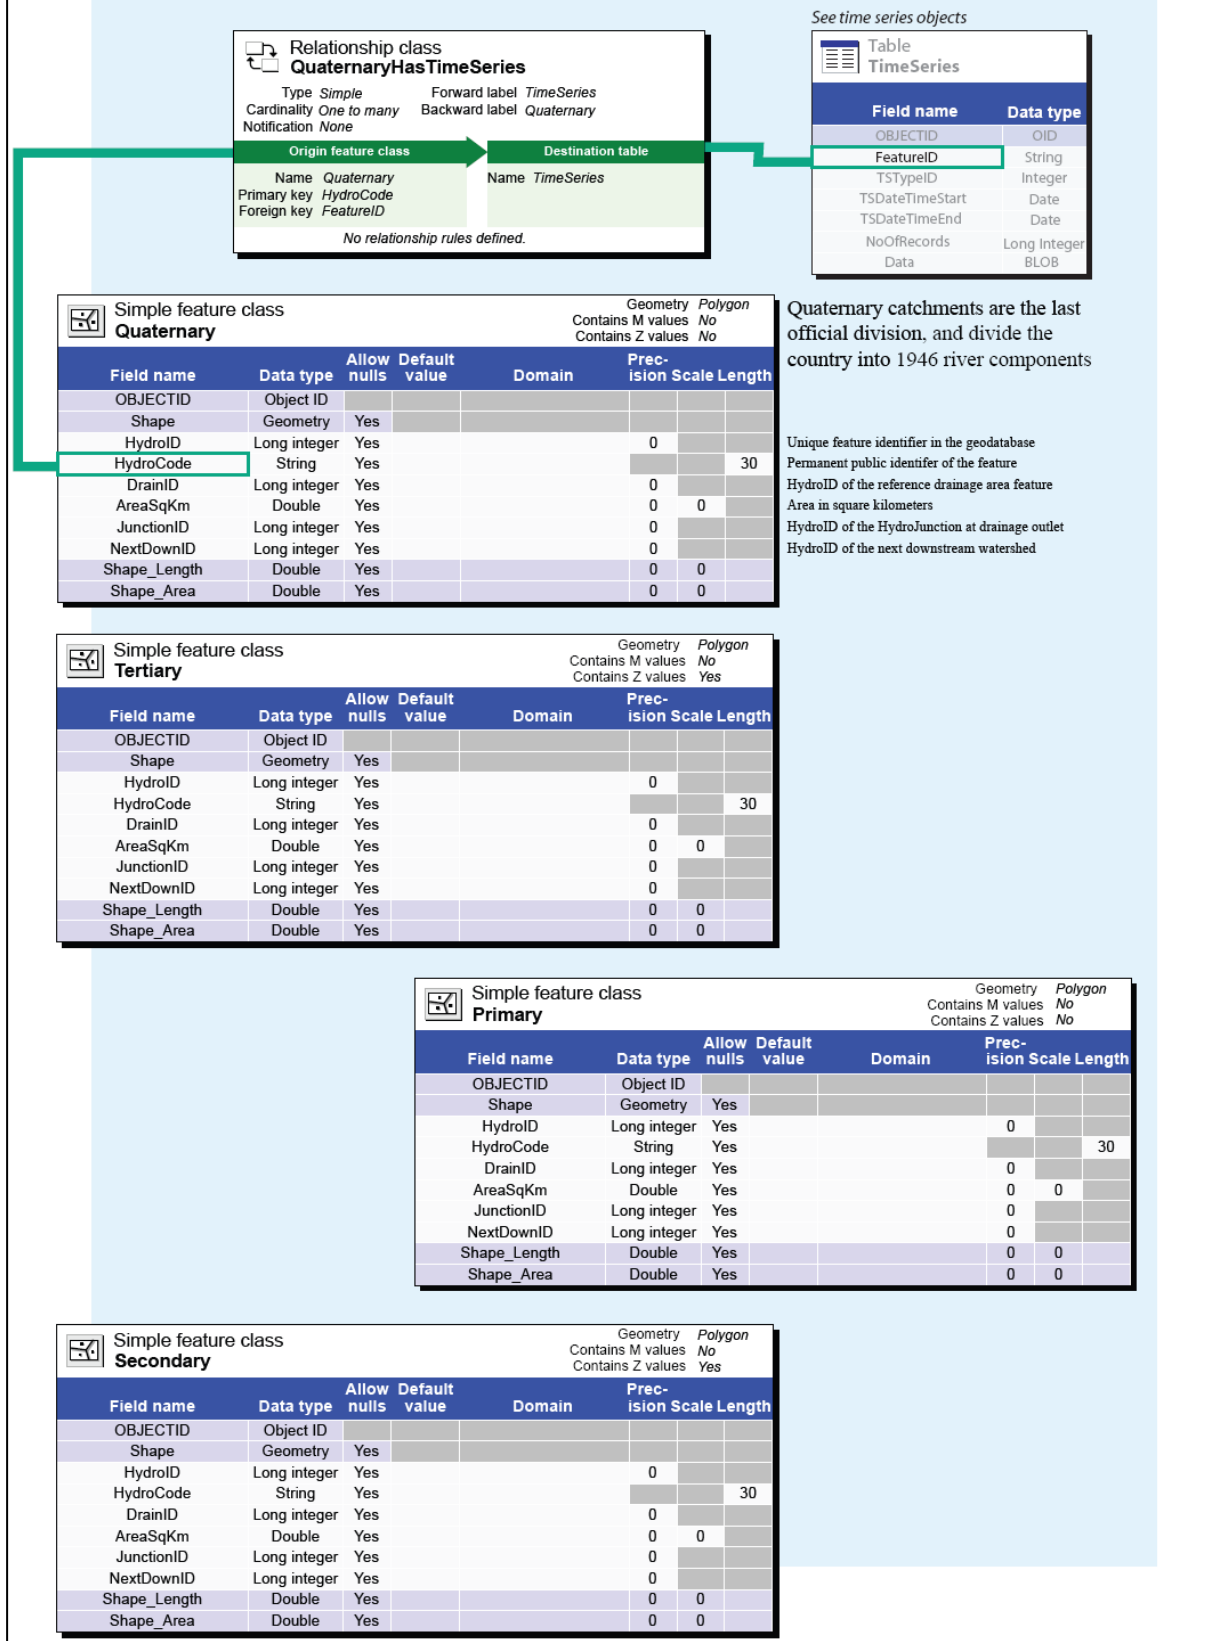 See time series objects
Relationship class
QuaternaryHasTimeSeries
Type Simple Forward label TimeSeries
Cardinality One to many Backward label Quaternary
Notification None
Origin feature class Destination table
Name Quaternary Name TimeSeries
Primary key HydroCode
Foreign key FeatureID
No relationship rules defined.
Table
TimeSeries
Field name Data type
OBJECTID OID
FeatureID String
TSTypeID Integer
TSDateTimeStart Date
TSDateTimeEnd Date
NoOfRecords Long Integer
Data BLOB
Simple feature class
Quaternary
Geometry Polygon
Contains M values No
Contains Z values No
Allow Default Prec-
Field name Data type nulls value Domain ision Scale Length
OBJECTID Object ID
Shape Geometry Yes
HydroID Long integer Yes 0
HydroCode String Yes 30
DrainID Long integer Yes 0
AreaSqKm Double Yes 0 0
JunctionID Long integer Yes 0
NextDownID Long integer Yes 0
Shape_Length Double Yes 0 0
Shape_Area Double Yes 0 0
Quaternary catchments are the last
official division, and divide the
country into 1946 river components
Unique feature identifier in the geodatabase
Permanent public identifer of the feature
HydroID of the reference drainage area feature
Area in square kilometers
HydroID of the HydroJunction at drainage outlet
HydroID of the next downstream watershed
Simple feature class
Tertiary
Geometry Polygon
Contains M values No
Contains Z values Yes
Allow Default Prec-
Field name Data type nulls value Domain ision Scale Length
OBJECTID Object ID
Shape Geometry Yes
HydroID Long integer Yes 0
HydroCode String Yes 30
DrainID Long integer Yes 0
AreaSqKm Double Yes 0 0
JunctionID Long integer Yes 0
NextDownID Long integer Yes 0
Shape_Length Double Yes 0 0
Shape_Area Double Yes 0 0
Simple feature class
Primary
Geometry Polygon
Contains M values No
Contains Z values No
Allow Default Prec-
Field name Data type nulls value Domain ision Scale Length
OBJECTID Object ID
Shape Geometry Yes
HydroID Long integer Yes 0
HydroCode String Yes 30
DrainID Long integer Yes 0
AreaSqKm Double Yes 0 0
JunctionID Long integer Yes 0
NextDownID Long integer Yes 0
Shape_Length Double Yes 0 0
Shape_Area Double Yes 0 0
Simple feature class
Secondary
Geometry Polygon
Contains M values No
Contains Z values Yes
Allow Default Prec-
Field name Data type nulls value Domain ision Scale Length
OBJECTID Object ID
Shape Geometry Yes
HydroID Long integer Yes 0
HydroCode String Yes 30
DrainID Long integer Yes 0
AreaSqKm Double Yes 0 0
JunctionID Long integer Yes 0
NextDownID Long integer Yes 0
Shape_Length Double Yes 0 0
Shape_Area Double Yes 0 0